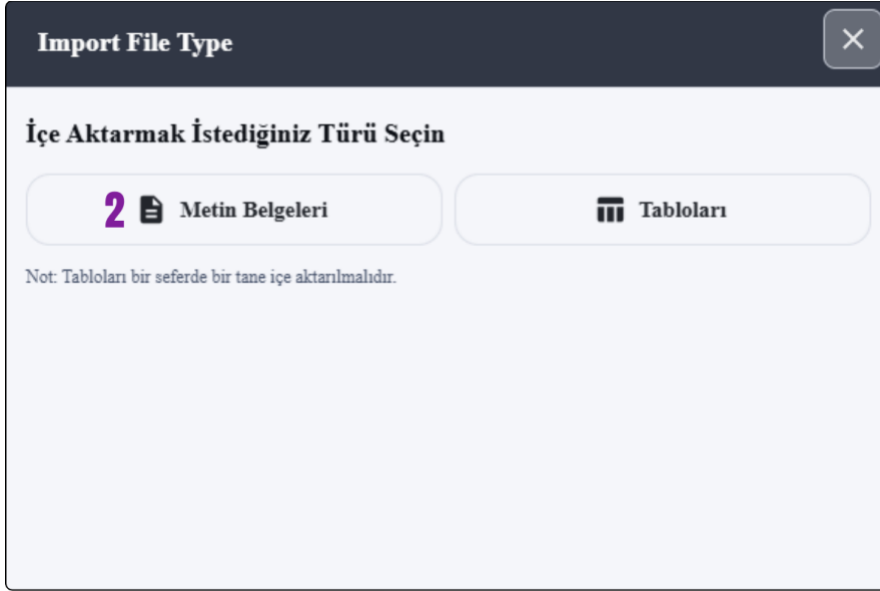 Import File Type
İçe Aktarmak İstediğiniz Türü Seçin
2 Metin Belgeleri
Tabloları
Not: Tabloları bir seferde bir tane içe aktarılmalıdır.